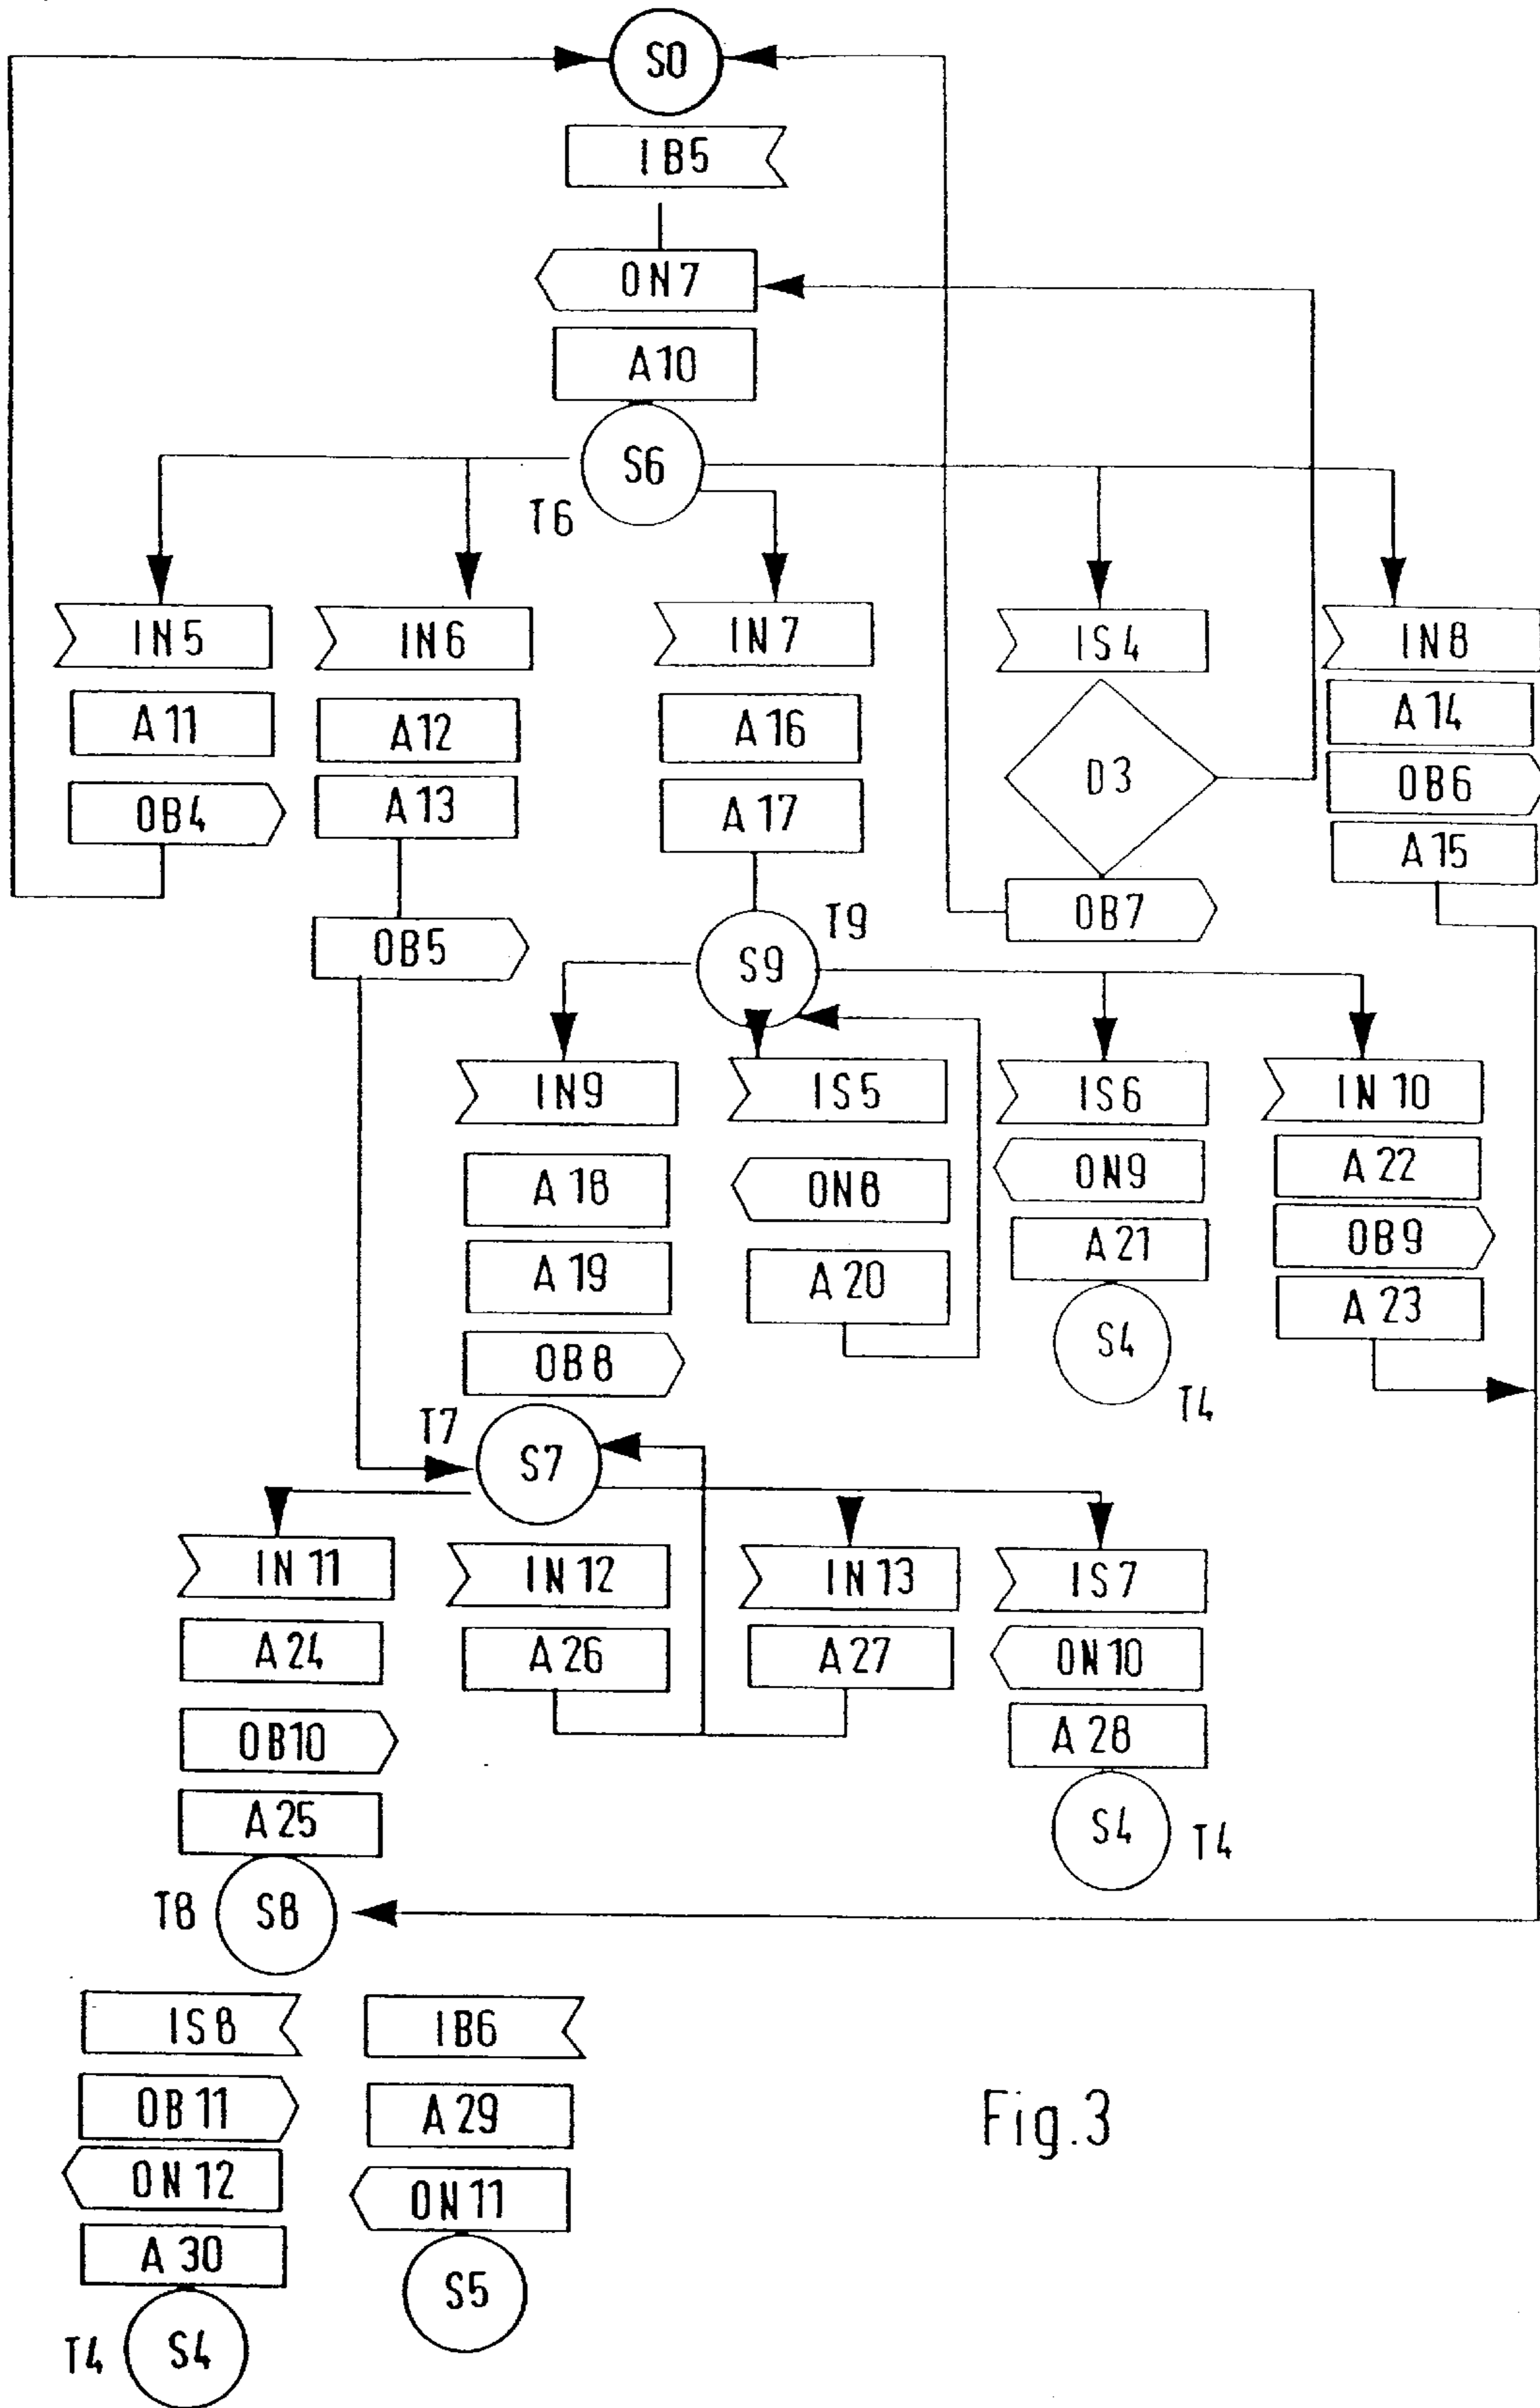 S0
IB5
ON7
A10
S6
T6
IN5
IN6
IN7
IS4
IN8
A11
A12
A16
D3
A14
OB4
A13
A17
OB6
A15
OB5
S9
T9
OB7
IN9
IS5
IS6
IN10
A18
ON8
ON9
A22
A19
A20
A21
OB9
OB8
S4
T4
A23
T7
S7
IN11
IN12
IN13
IS7
A24
A26
A27
ON10
OB10
A28
A25
S4
T4
T8
S8
IS8
IB6
OB11
A29
ON12
ON11
A30
S5
T4
S4
Fig.3